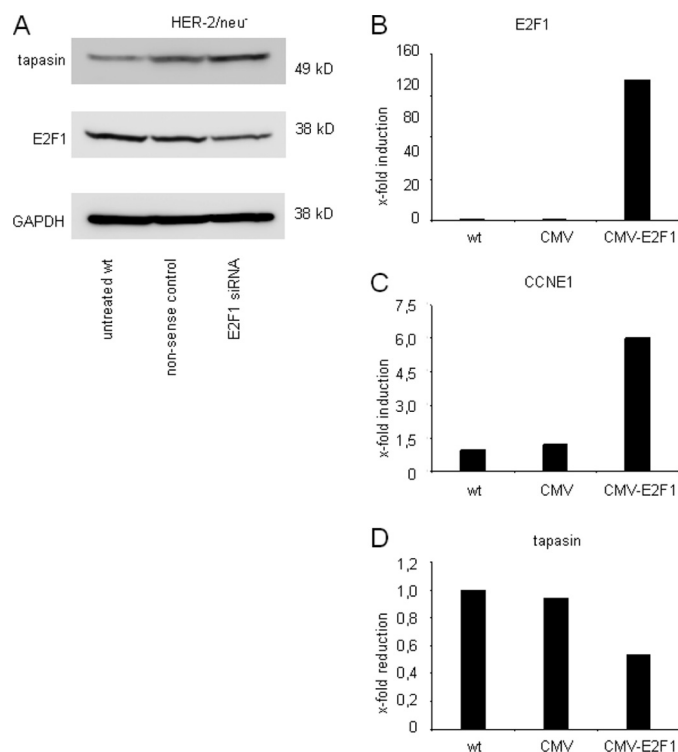 A
HER-2/neu-
tapasin
49 kD
E2F1
38 kD
GAPDH
38 kD
untreated wt
non-sense control
E2F1 siRNA
B
E2F1
x-fold induction
160
120
80
60
20
0
wt CMV CMV-E2F1
C
CCNE1
x-fold induction
7,5
6,0
4,5
3,0
1,5
0
wt CMV CMV-E2F1
D
tapasin
x-fold reduction
1,2
1,0
0,8
0,6
0,4
0,2
0
wt CMV CMV-E2F1